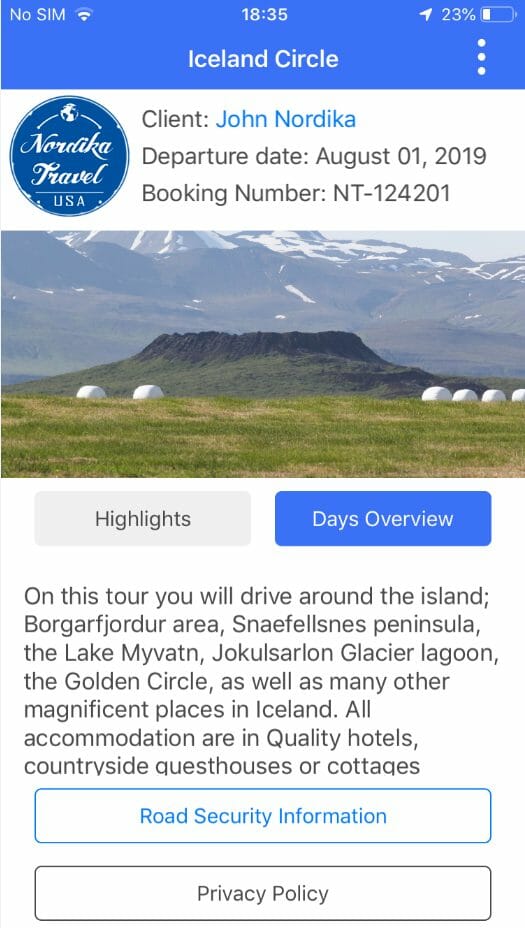 No SIM 18:35 23%
Iceland Circle
Nordika
Travel
USA
Client: John Nordika
Departure date: August 01, 2019
Booking Number: NT-124201
Highlights Days Overview
On this tour you will drive around the island;
Borgarfjordur area, Snaefellsnes peninsula,
the Lake Myvatn, Jokulsarlon Glacier lagoon,
the Golden Circle, as well as many other
magnificent places in Iceland. All
accommodation are in Quality hotels,
countryside guesthouses or cottages
Road Security Information
Privacy Policy